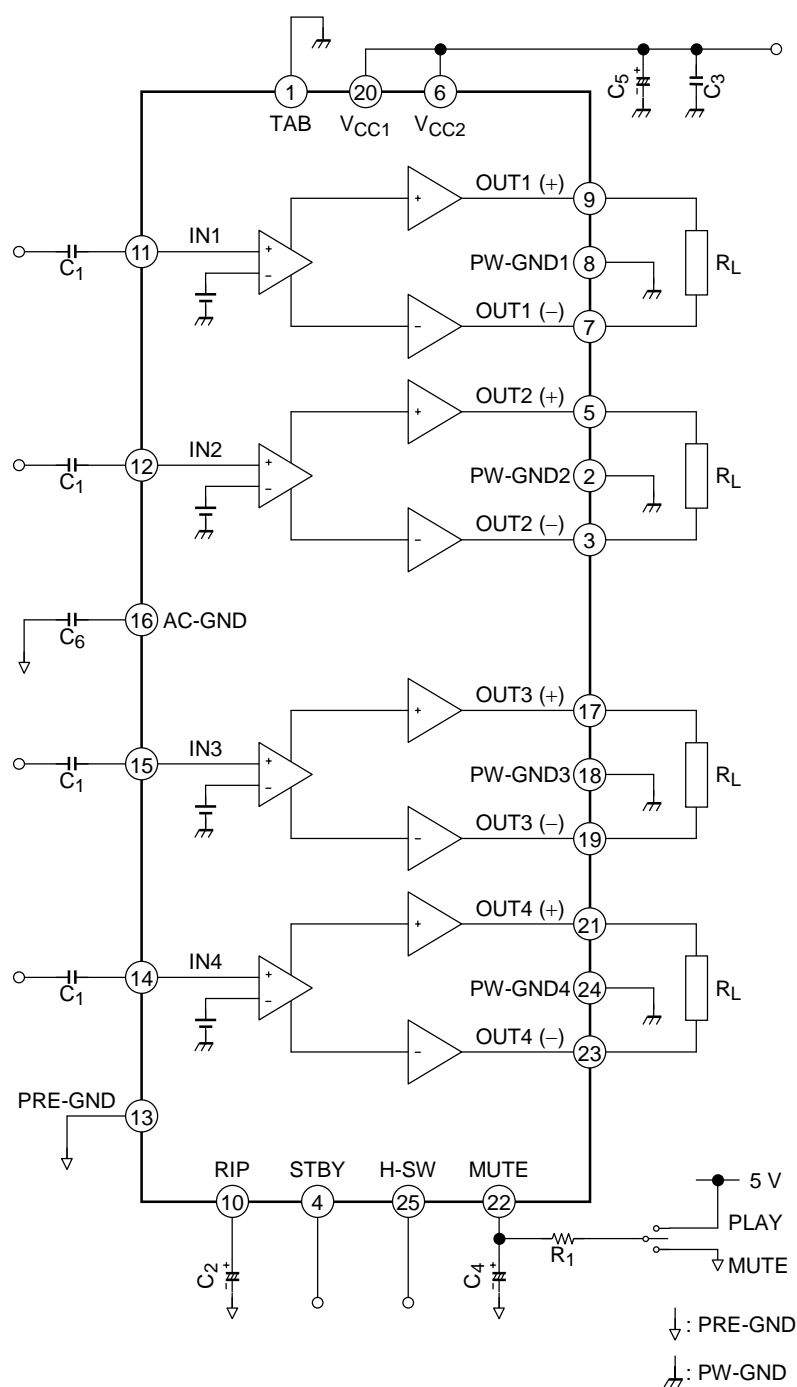 1
20
6
TAB
VCC1
VCC2
C5
+
-
C3
OUT1 (+)
9
IN1
11
C1
+
-
+
PW-GND1
8
RL
OUT1 (−)
-
7
OUT2 (+)
5
IN2
12
C1
+
-
+
PW-GND2
2
RL
OUT2 (−)
-
3
16
AC-GND
C6
OUT3 (+)
17
IN3
15
C1
+
-
+
PW-GND3
18
RL
OUT3 (−)
-
19
OUT4 (+)
21
IN4
14
C1
+
-
+
PW-GND4
24
RL
OUT4 (−)
-
23
PRE-GND
13
RIP
STBY
H-SW
MUTE
10
4
25
22
C2
+
-
C4
+
-
R1
5 V
PLAY
MUTE
: PRE-GND
: PW-GND